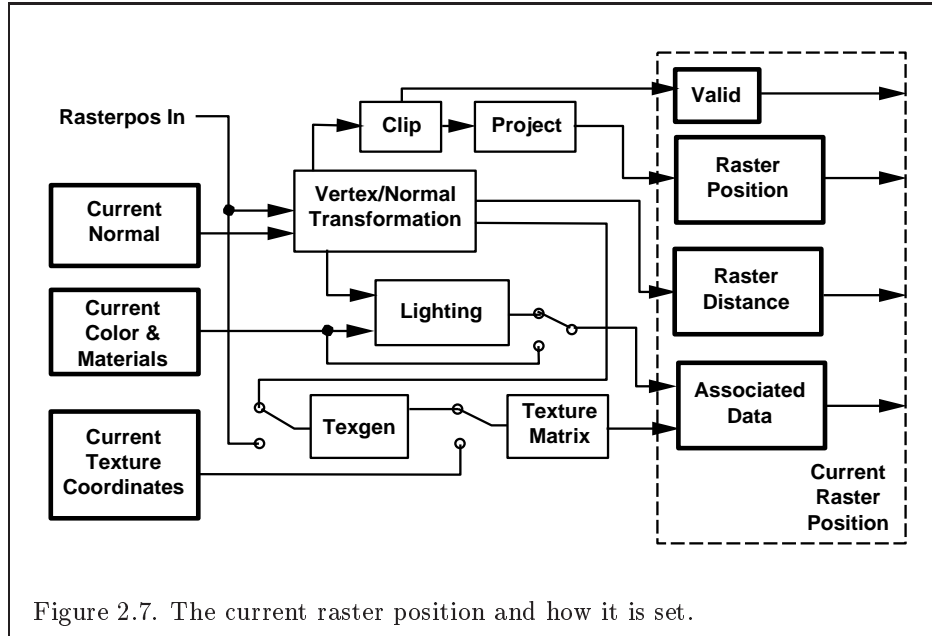 Rasterpos In
Current
Normal
Current
Color &
Materials
Current
Texture
Coordinates
Clip
Project
Vertex/Normal
Transformation
Lighting
Texgen
Texture
Matrix
Valid
Raster
Position
Raster
Distance
Associated
Data
Current
Raster
Position
Figure 2.7. The current raster position and how it is set.